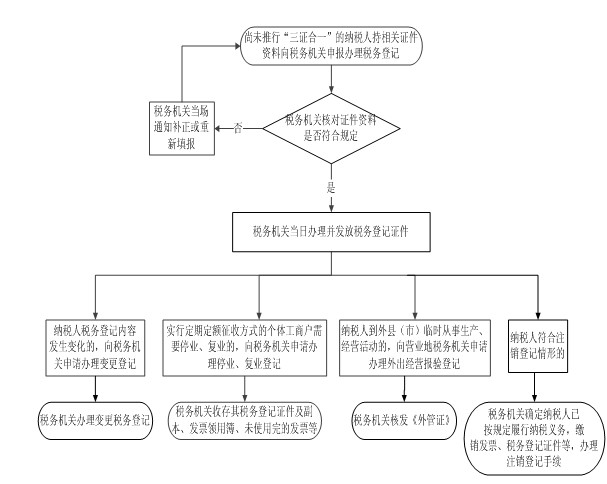 尚未推行“三证合一”的纳税人持相关证件
资料向税务机关申报办理税务登记
税务机关核对证件资料
是否符合规定
否
税务机关当场
通知补正或重
新填报
是
税务机关当日办理并发放税务登记证件
纳税人税务登记内容
发生变化的，向税务机
关申请办理变更登记
实行定期定额征收方式的个体工商户需
要停业、复业的，向税务机关申请办
理停业、复业登记
纳税人到外县（市）临时从事生产、
经营活动的，向营业地税务机关申请
办理外出经营报验登记
纳税人符合注
销登记情形的
税务机关办理变更税务登记
税务机关收存其税务登记证件及副
本、发票领用簿、未使用完的发票等
税务机关核发《外管证》
税务机关确定纳税人已
按规定履行纳税义务，缴
销发票、税务登记证件等，办理
注销登记手续